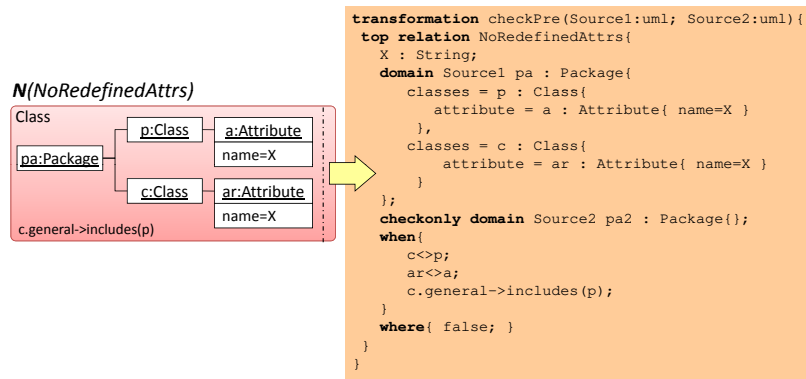 N(NoRedefinedAttrs)
Class
pa:Package
p:Class
a:Attribute
name=X
c:Class
ar:Attribute
name=X
c.general->includes(p)
transformation checkPre(Source1:uml; Source2:uml){
top relation NoRedefinedAttrs{
X : String;
domain Source1 pa : Package{
classes = p : Class{
attribute = a : Attribute{ name=X }
},
classes = c : Class{
attribute = ar : Attribute{ name=X }
}
};
checkonly domain Source2 pa2 : Package{};
when{
c<>p;
ar<>a;
c.general->includes(p);
}
where{ false; }
}
}